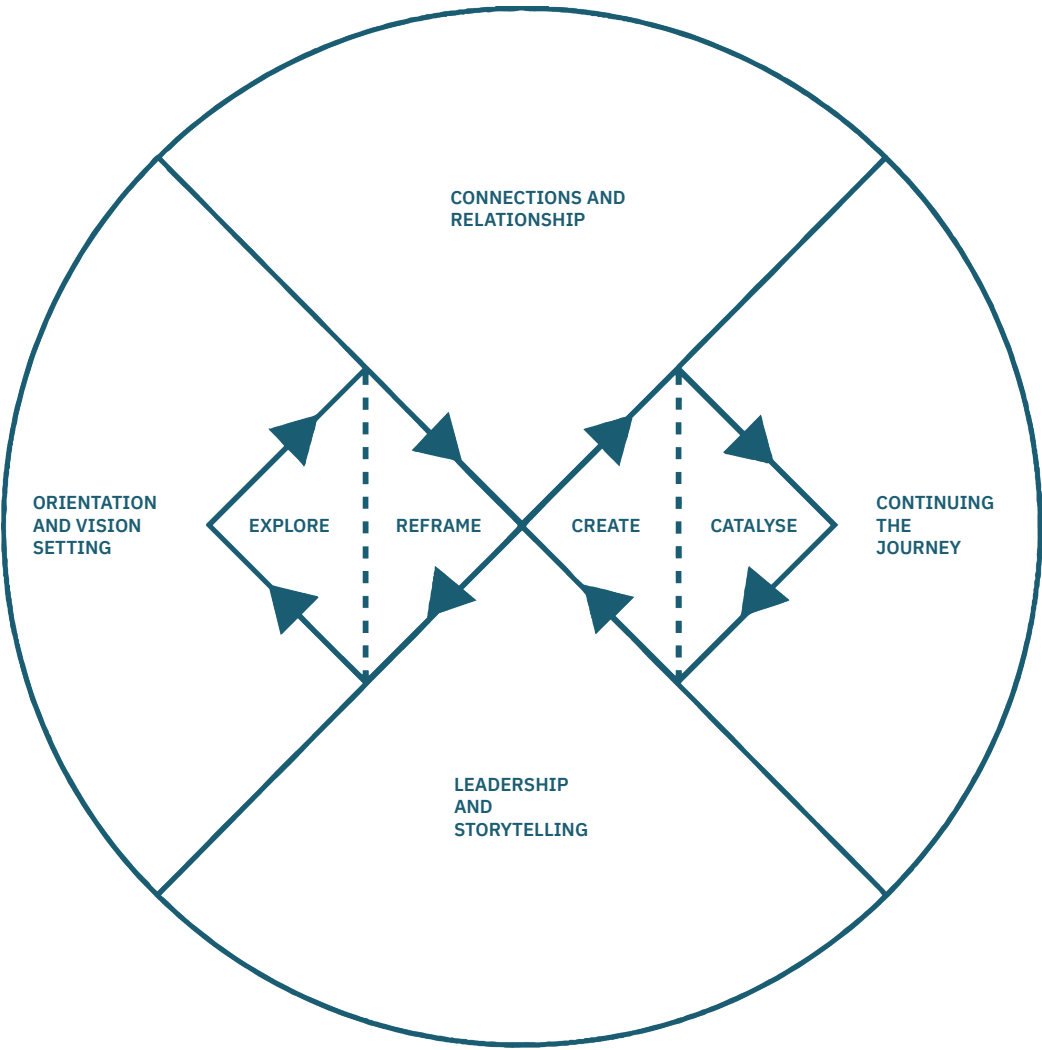 CONNECTIONS AND
RELATIONSHIP
ORIENTATION
AND VISION
SETTING
EXPLORE
REFRAME
CREATE
CATALYSE
CONTINUING
THE
JOURNEY
LEADERSHIP
AND
STORYTELLING